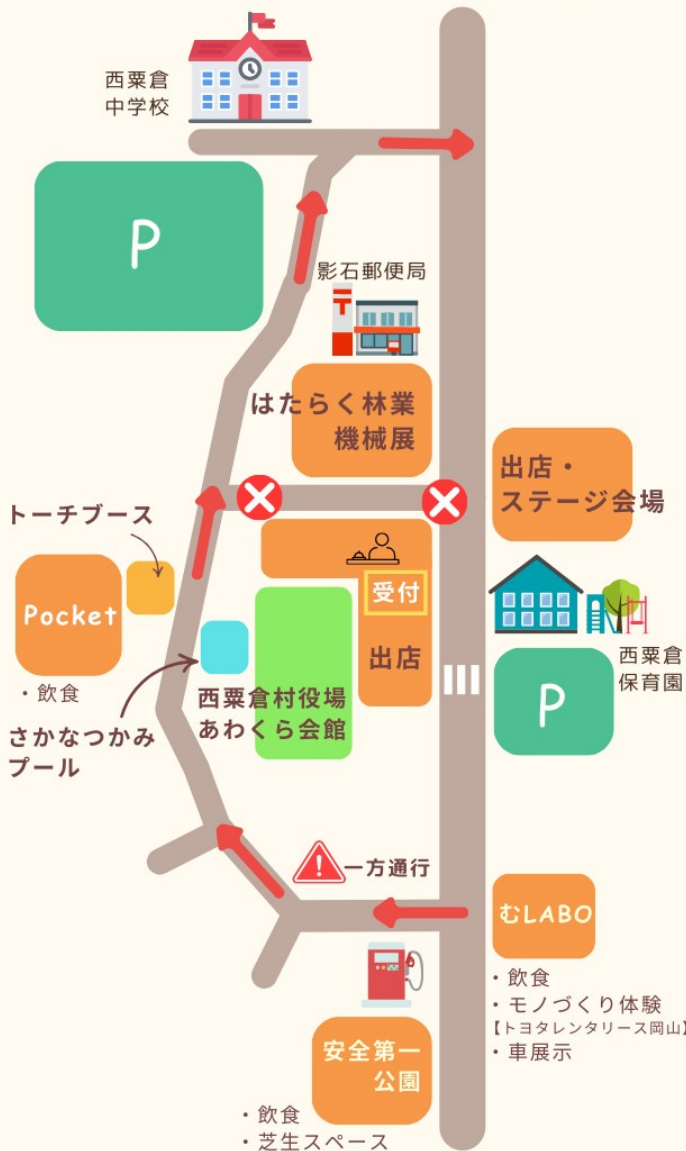 西粟倉
中学校
P
影石郵便局
〒
はたらく林業
機械展
出店・
ステージ会場
トーチブース
Pocket
・飲食
受付
出店
西粟倉
保育園
P
西粟倉村役場
あわくら会館
さかなつかみ
プール
一方通行
むLABO
・飲食
・モノづくり体験
【トヨタレンタリース岡山】
・車展示
安全第一
公園
・飲食
・芝生スペース